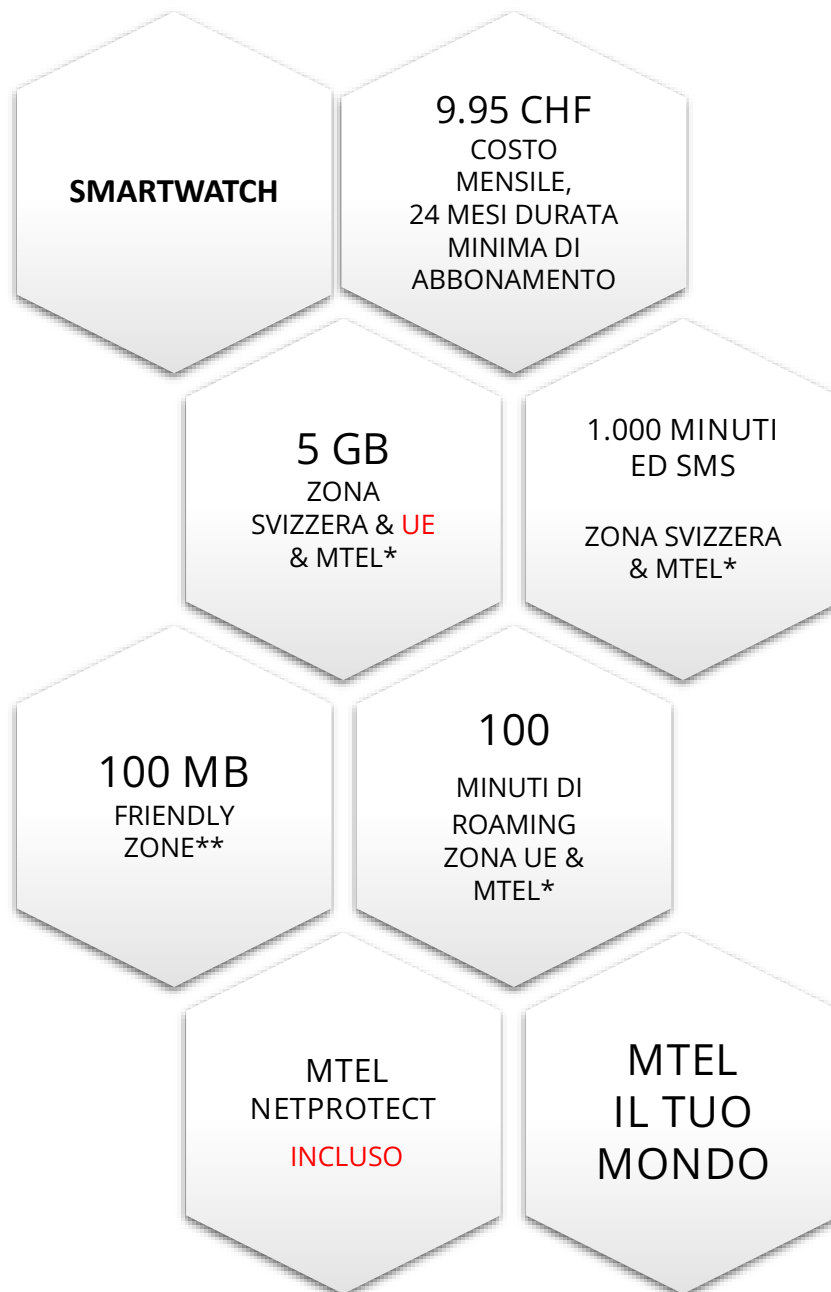 SMARTWATCH
9.95 CHF
COSTO
MENSILE,
24 MESI DURATA
MINIMA DI
ABBONAMENTO
5 GB
ZONA
SVIZZERA & UE
& MTEL*
1.000 MINUTI
ED SMS
ZONA SVIZZERA
& MTEL*
100 MB
FRIENDLY
ZONE**
100
MINUTI DI
ROAMING
ZONA UE &
MTEL*
MTEL
NETPROTECT
INCLUSO
MTEL
IL TUO
MONDO